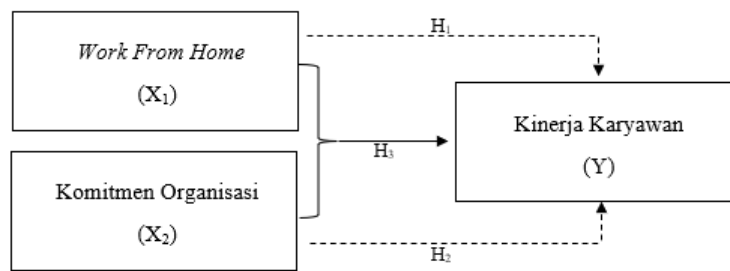 H₁
Work From Home
(X₁)
Kinerja Karyawan
(Y)
H₃
Komitmen Organisasi
(X₂)
H₂